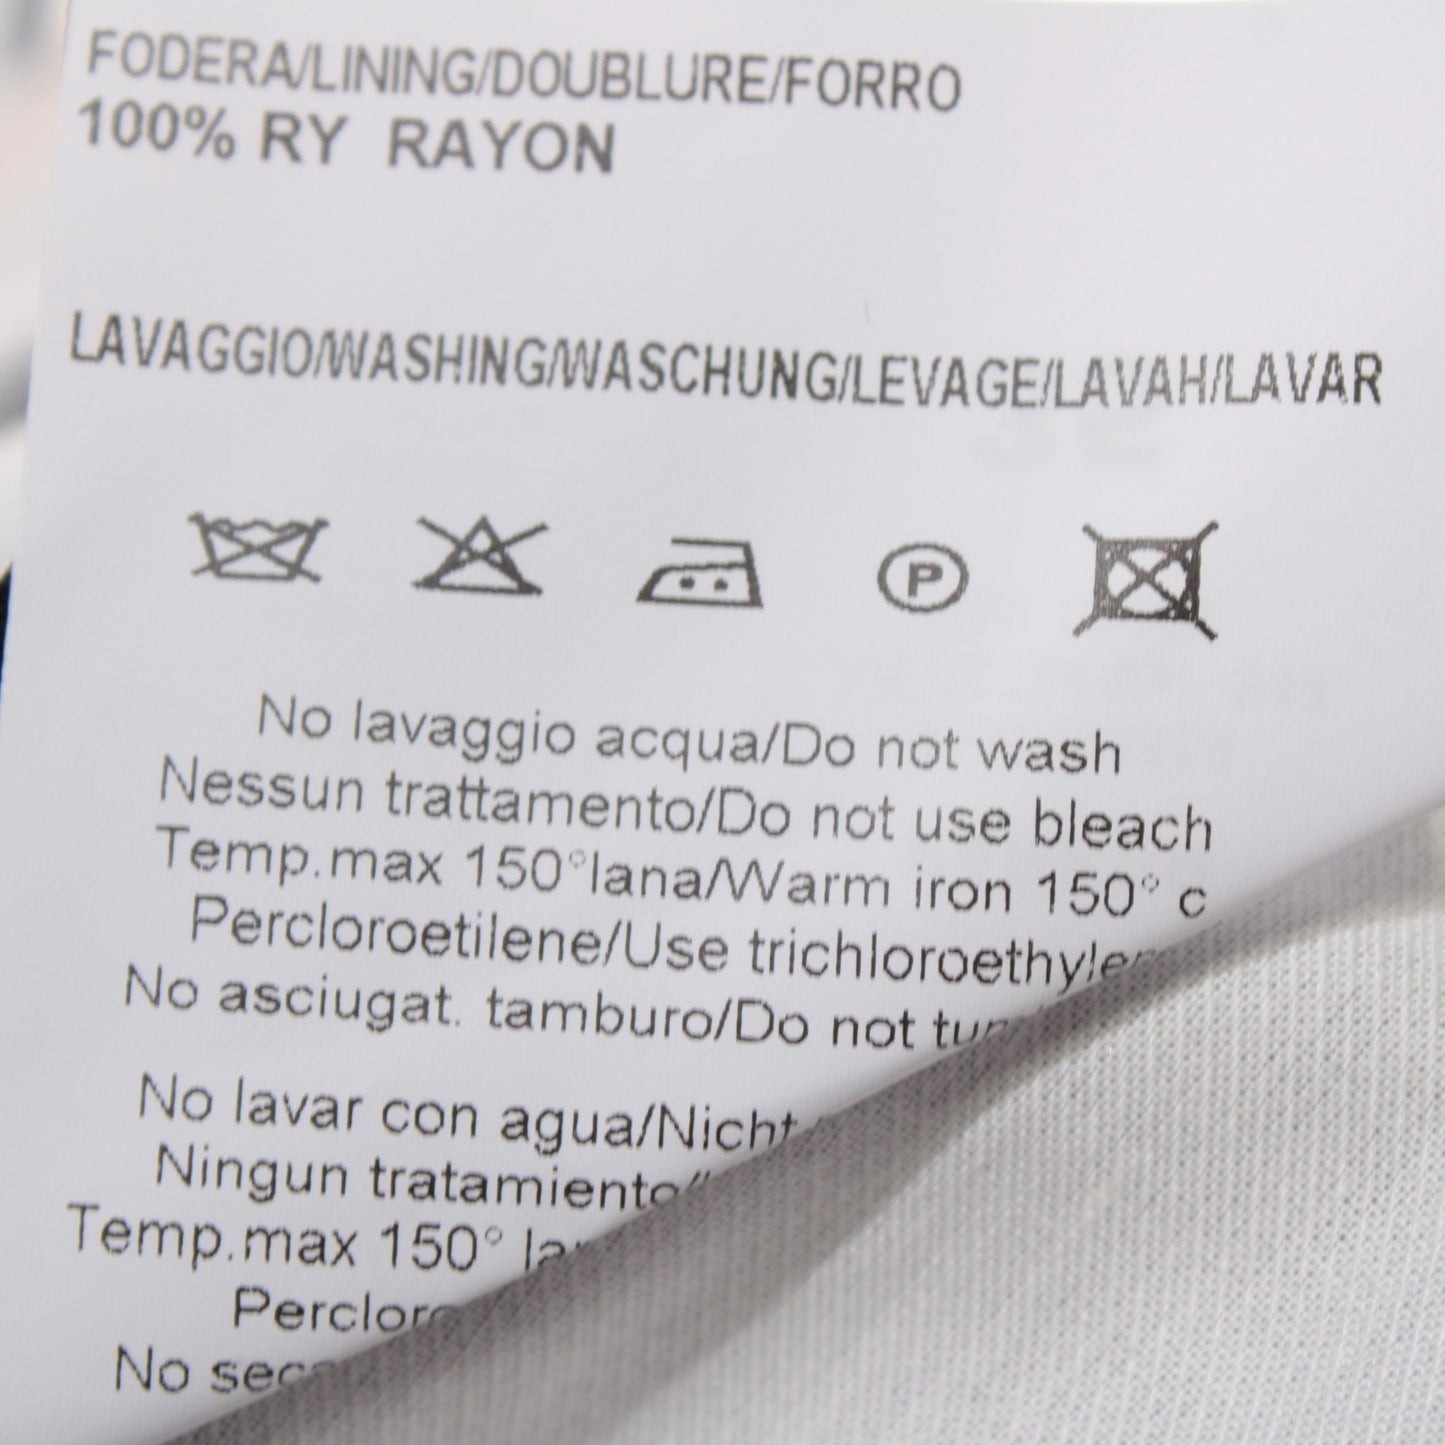 FODERA/LINING/DOUBLURE/FORRO
100% RY RAYON
LAVAGGIO/WASHING/WASCHUNG/LEVAGE/LAVAH/LAVAR
P
No lavaggio acqua/Do not wash
Nessun trattamento/Do not use bleach
Temp.max 150°lana/Warm iron 150° c
Percloroetilene/Use
No asciugat. tamburo/Do not
No lavar con agua/Nicht
Ningun tratamiento/
Temp.max 150°
No